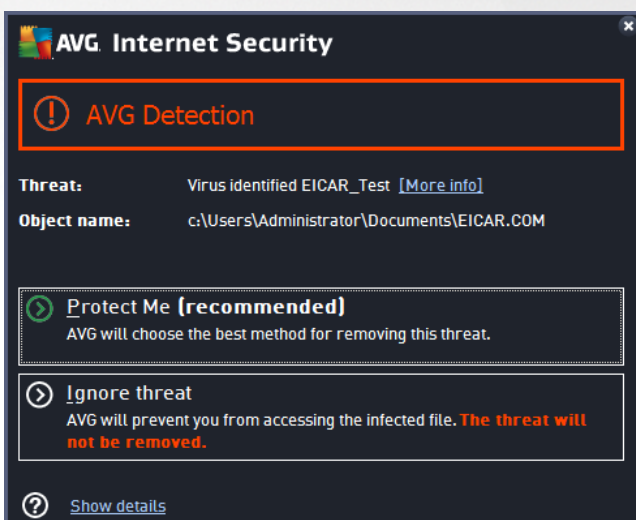 AVG. Internet Security
AVG Detection
Threat: Virus identified EICAR_Test [More info]
Object name: c:\Users\Administrator\Documents\EICAR.COM
Protect Me (recommended)
AVG will choose the best method for removing this threat.
Ignore threat
AVG will prevent you from accessing the infected file. The threat will
not be removed.
Show details